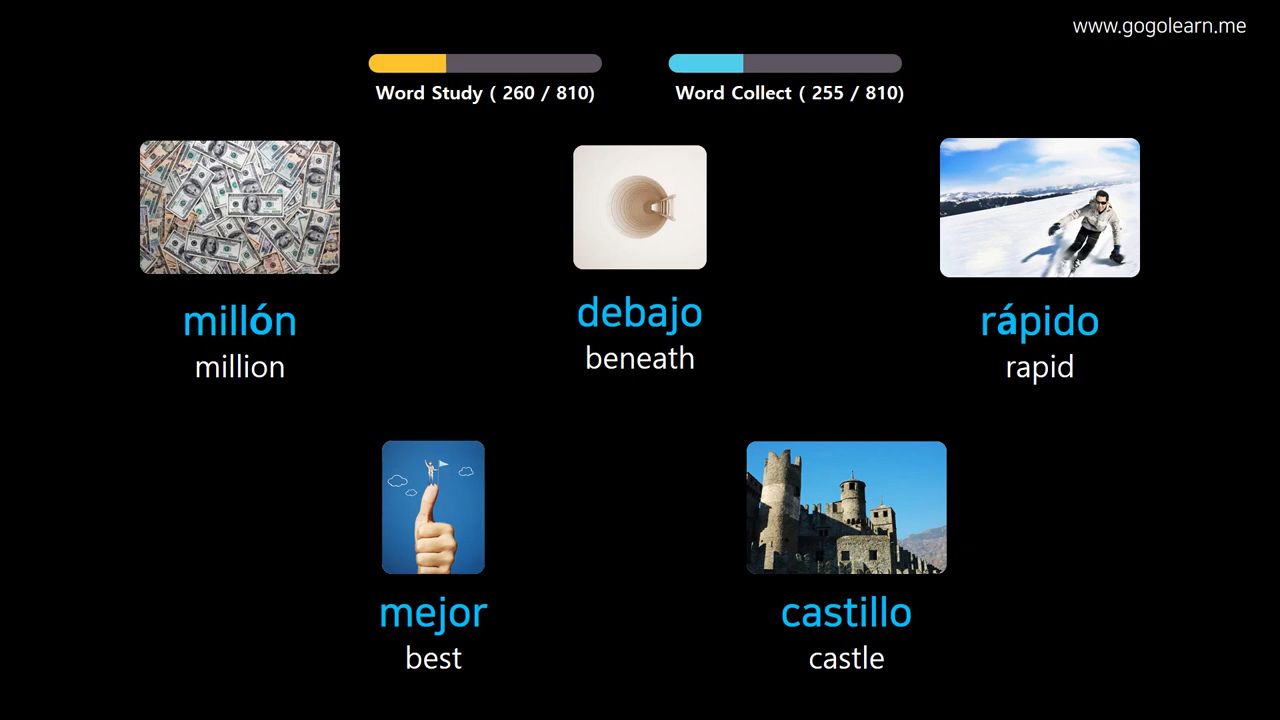 www.gogolearn.me
Word Study ( 260 / 810)
Word Collect ( 255 / 810)
millón
million
debajo
beneath
rápido
rapid
mejor
best
castillo
castle